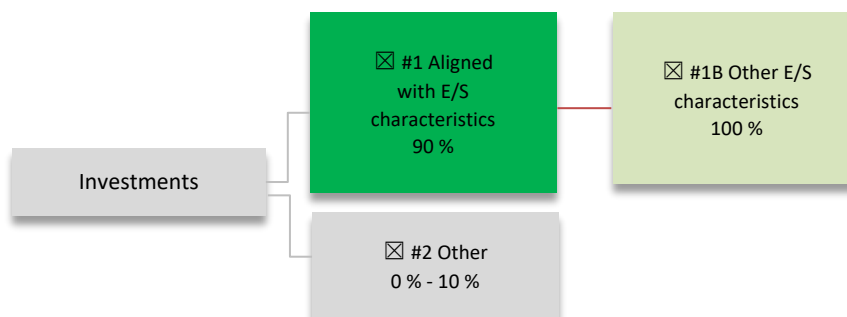 Investments
☒ #1 Aligned
with E/S
characteristics
90 %
☒ #1B Other E/S
characteristics
100 %
☒ #2 Other
0 % - 10 %